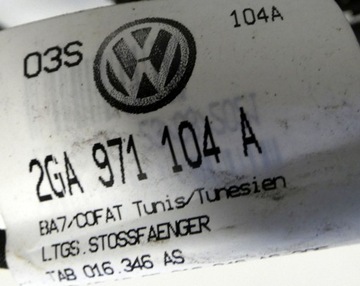 03S
104A
2GA 971 104 A
BA7/COFAT Tunis/Tunesien
LTGS.STOSSFAENGER
TAB 016.346 AS